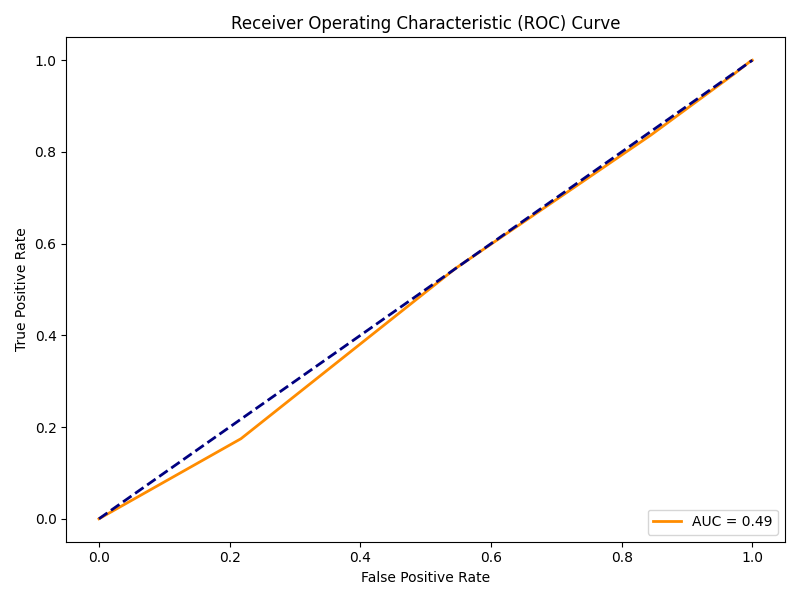 Receiver Operating Characteristic (ROC) Curve
True Positive Rate
1.0
0.8
0.6
0.4
0.2
0.0
AUC = 0.49
0.0 0.2 0.4 0.6 0.8 1.0
False Positive Rate